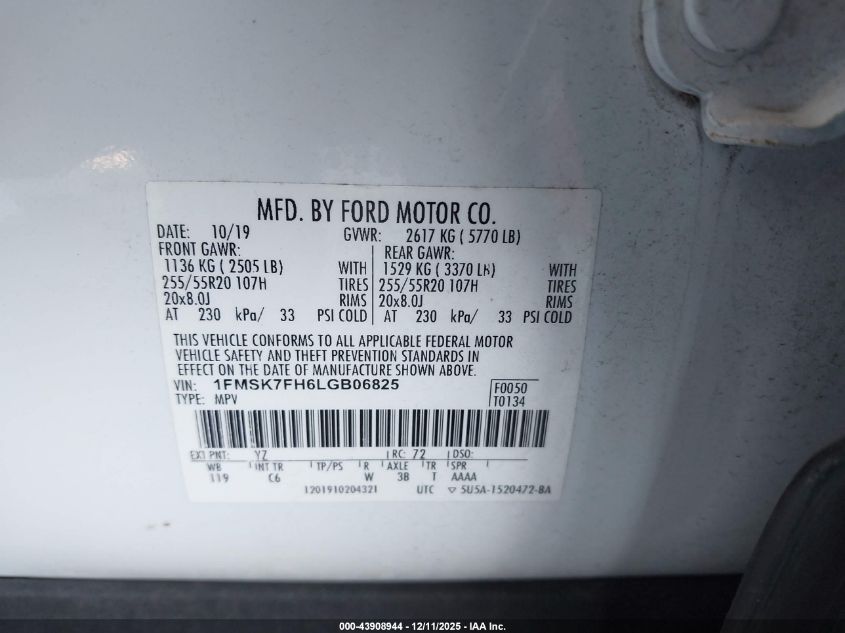 MFD. BY FORD MOTOR CO.
DATE: 10/19 GVWR: 2617 KG ( 5770 LB)
FRONT GAWR: REAR GAWR:
1136 KG ( 2505 LB) WITH 1529 KG ( 3370 LB) WITH
255/55R20 107H TIRES 255/55R20 107H TIRES
20x8.0J RIMS 20x8.0J RIMS
AT 230 kPa/ 33 PSI COLD AT 230 kPa/ 33 PSI COLD
THIS VEHICLE CONFORMS TO ALL APPLICABLE FEDERAL MOTOR
VEHICLE SAFETY AND THEFT PREVENTION STANDARDS IN
EFFECT ON THE DATE OF MANUFACTURE SHOWN ABOVE.
VIN: 1FMSK7FH6LGB06825 F0050
TYPE: MPV T0134
EXT PNT: YZ RC: 72 DSO:
WB INT TR TP/PS R AXLE TR SPR
119 C6 W 3B T AAAA
1201910204321 UTC ▽ 5U5A-1520472-BA
000-43908944 - 12/11/2025 - IAA Inc.